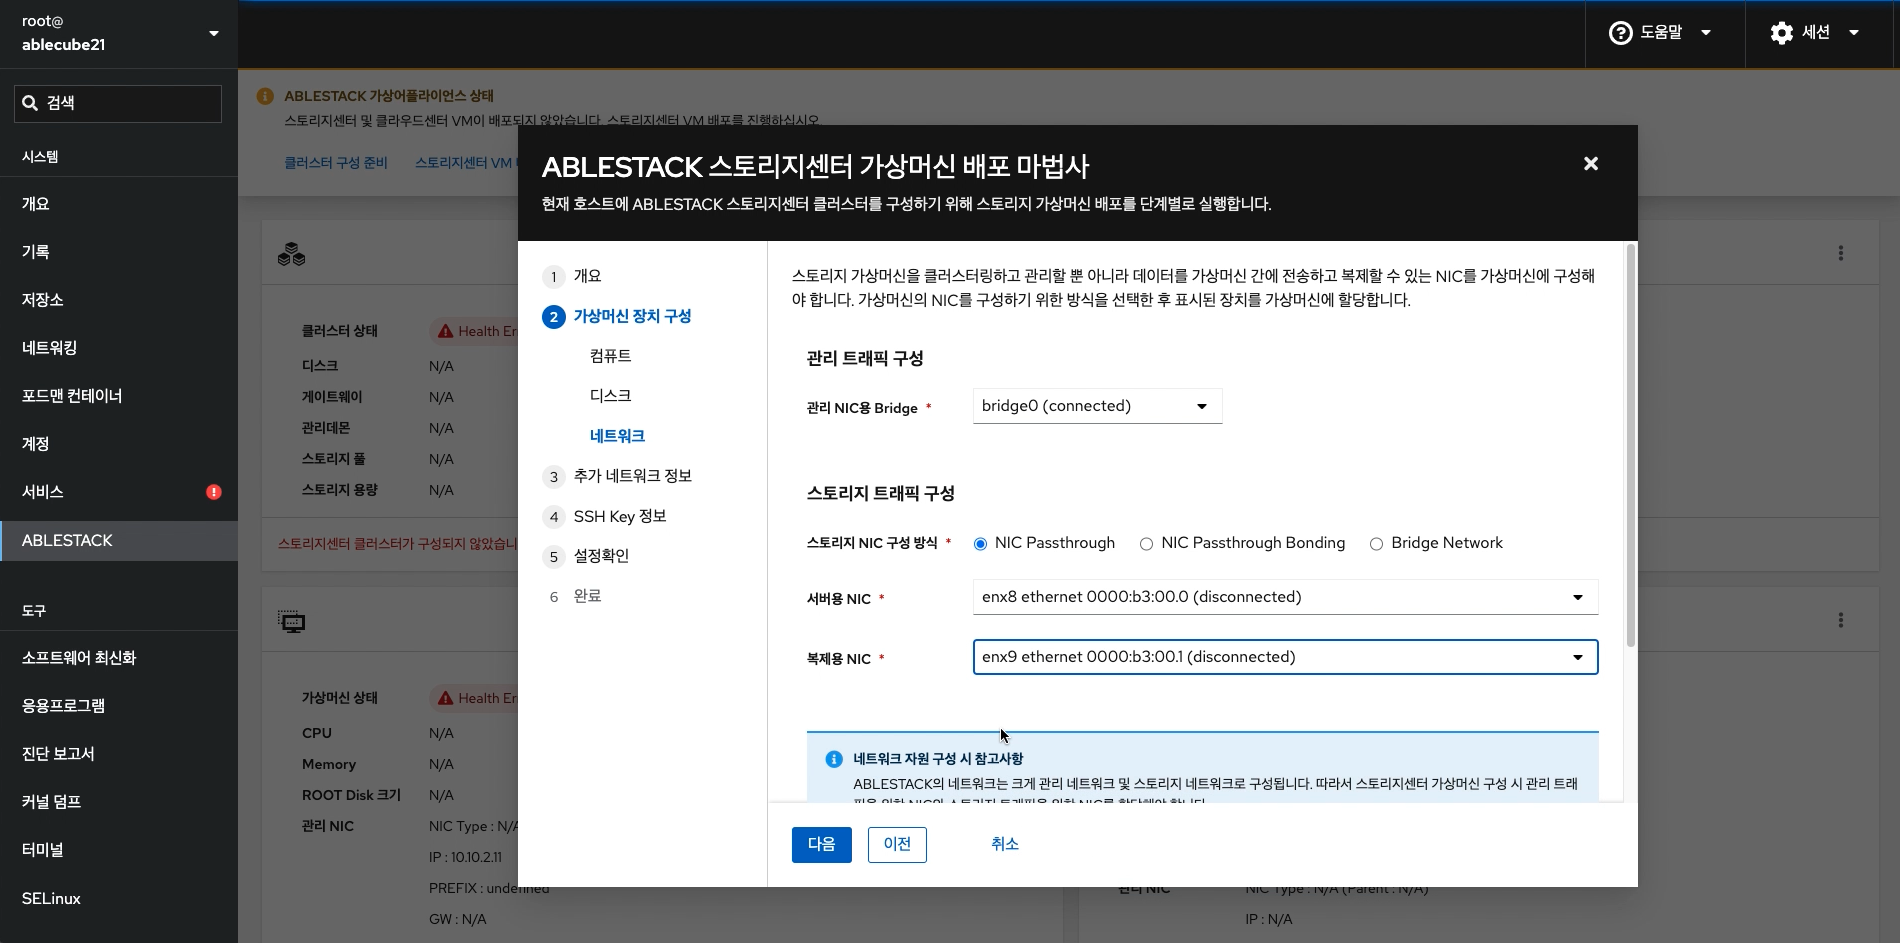 root@
ablecube21
도움말
세션
검색
시스템
개요
기록
저장소
네트워킹
포드맨 컨테이너
계정
서비스
ABLESTACK
도구
소프트웨어 최신화
응용프로그램
진단 보고서
커널 덤프
터미널
SELinux
ABLESTACK 가상어플라이언스 상태
스토리지센터 및 클라우드센터 VM이 배포되지 않았습니다. 스토리지센터 VM 배포를 진행하십시오.
클러스터 구성 준비
스토리지센터 VM
클러스터 상태
Health Er
디스크
N/A
게이트웨이
N/A
관리데몬
N/A
스토리지 풀
N/A
스토리지 용량
N/A
스토리지센터 클러스터가 구성되지 않았습니
가상머신 상태
Health Er
CPU
N/A
Memory
N/A
ROOT Disk 크기
N/A
관리 NIC
NIC Type : N/A
IP : 10.10.2.11
PREFIX : undefined
GW : N/A
ABLESTACK 스토리지센터 가상머신 배포 마법사
현재 호스트에 ABLESTACK 스토리지센터 클러스터를 구성하기 위해 스토리지 가상머신 배포를 단계별로 실행합니다.
1 개요
2 가상머신 장치 구성
컴퓨트
디스크
네트워크
3 추가 네트워크 정보
4 SSH Key 정보
5 설정확인
6 완료
스토리지 가상머신을 클러스터링하고 관리할 뿐 아니라 데이터를 가상머신 간에 전송하고 복제할 수 있는 NIC를 가상머신에 구성해
야 합니다. 가상머신의 NIC를 구성하기 위한 방식을 선택한 후 표시된 장치를 가상머신에 할당합니다.
관리 트래픽 구성
관리 NIC용 Bridge *
bridge0 (connected)
스토리지 트래픽 구성
스토리지 NIC 구성 방식 *
NIC Passthrough
NIC Passthrough Bonding
Bridge Network
서버용 NIC *
enx8 ethernet 0000:b3:00.0 (disconnected)
복제용 NIC *
enx9 ethernet 0000:b3:00.1 (disconnected)
네트워크 자원 구성 시 참고사항
ABLESTACK의 네트워크는 크게 관리 네트워크 및 스토리지 네트워크로 구성됩니다. 따라서 스토리지센터 가상머신 구성 시 관리 트래
픽을 위한 NIC와 스토리지 트래픽을 위한 NIC를 할당해야 합니다.
다음
이전
취소
관리 NIC
NIC Type : N/A (Parent : N/A)
IP : N/A